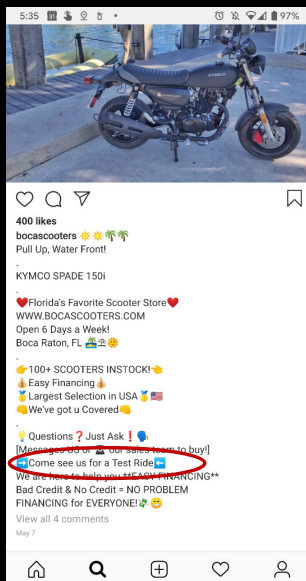 5:35 97%
KYMCO
400 likes
bocascooters ☀️☀️🌴🌴
Pull Up, Water Front!
.
KYMCO SPADE 150i
.
❤️Florida's Favorite Scooter Store❤️
WWW.BOCASCOOTERS.COM
Open 6 Days a Week!
Boca Raton, FL 🏝️⛱️🌞
.
👉100+ SCOOTERS INSTOCK!👈
💰Easy Financing💰
🏅Largest Selection in USA🏅🇺🇸
👊We've got u Covered👊
.
💡Questions❓Just Ask❗🗣️
[Messages US or our sales team to buy!]
➡️Come see us for a Test Ride⬅️
We are here to help you **EASY FINANCING**
Bad Credit & No Credit = NO PROBLEM
FINANCING for EVERYONE!💸😁
View all 4 comments
May 7